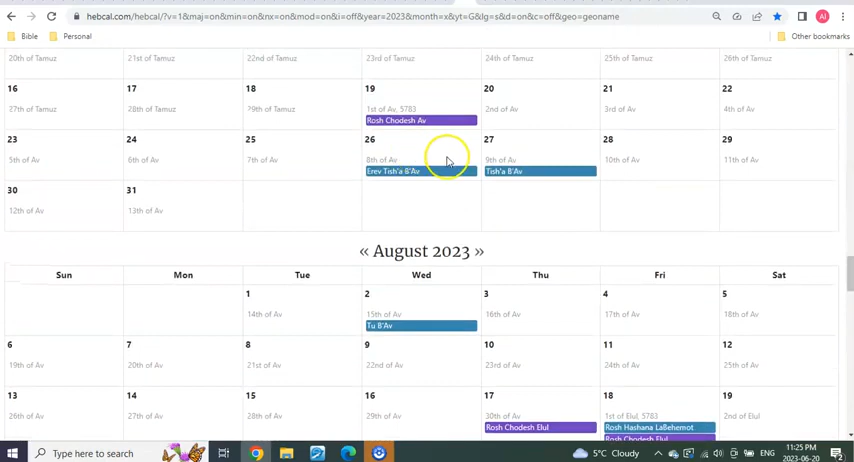 hebcal.com/hebcal/?v=1&maj=on&min=on&nx=on&mod=on&i=off&year=2023&month=x&yt=G&lg=s&d=on&c=off&geo=geoname
Bible Personal Other bookmarks
20th of Tamuz 21st of Tamuz 22nd of Tamuz 23rd of Tamuz 24th of Tamuz 25th of Tamuz 26th of Tamuz
16 17 18 19 20 21 22
27th of Tamuz 28th of Tamuz 29th of Tamuz 1st of Av, 5783 2nd of Av 3rd of Av 4th of Av
Rosh Chodesh Av
23 24 25 26 27 28 29
5th of Av 6th of Av 7th of Av 8th of Av 9th of Av 10th of Av 11th of Av
Erev Tish'a B'Av Tish'a B'Av
30 31
12th of Av 13th of Av
« August 2023 »
Sun Mon Tue Wed Thu Fri Sat
1 2 3 4 5
14th of Av 15th of Av 16th of Av 17th of Av 18th of Av
Tu B'Av
6 7 8 9 10 11 12
19th of Av 20th of Av 21st of Av 22nd of Av 23rd of Av 24th of Av 25th of Av
13 14 15 16 17 18 19
26th of Av 27th of Av 28th of Av 29th of Av 30th of Av 1st of Elul, 5783 2nd of Elul
Rosh Chodesh Elul Rosh Hashana LaBehemot
Rosh Chodesh Elul
Type here to search 5°C Cloudy ENG 11:25 PM
2023-06-20